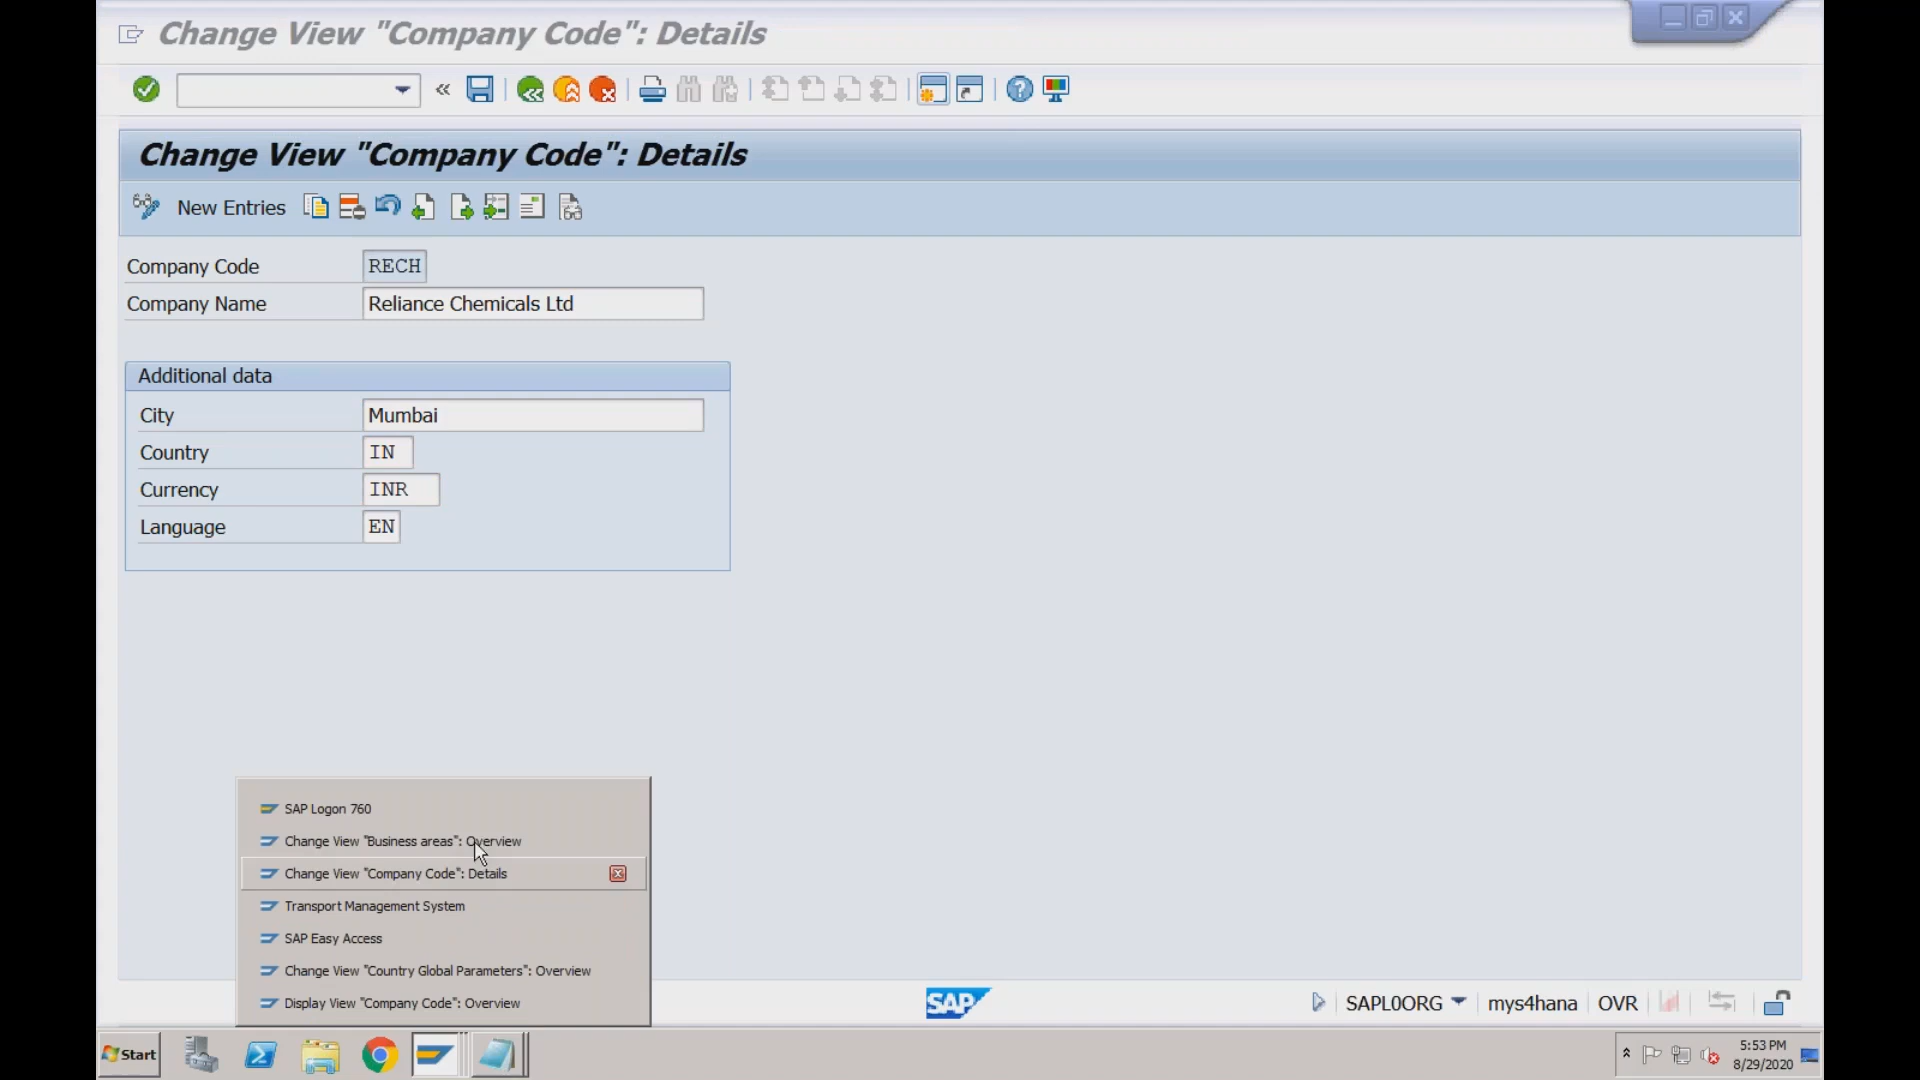 Change View "Company Code": Details
Change View "Company Code": Details
New Entries
Company Code RECH
Company Name Reliance Chemicals Ltd
Additional data
City Mumbai
Country IN
Currency INR
Language EN
SAP Logon 760
Change View "Business areas": Overview
Change View "Company Code": Details
Transport Management System
SAP Easy Access
Change View "Country Global Parameters": Overview
Display View "Company Code": Overview
SAP
SAPL0ORG mys4hana OVR
Start
5:53 PM
8/29/2020